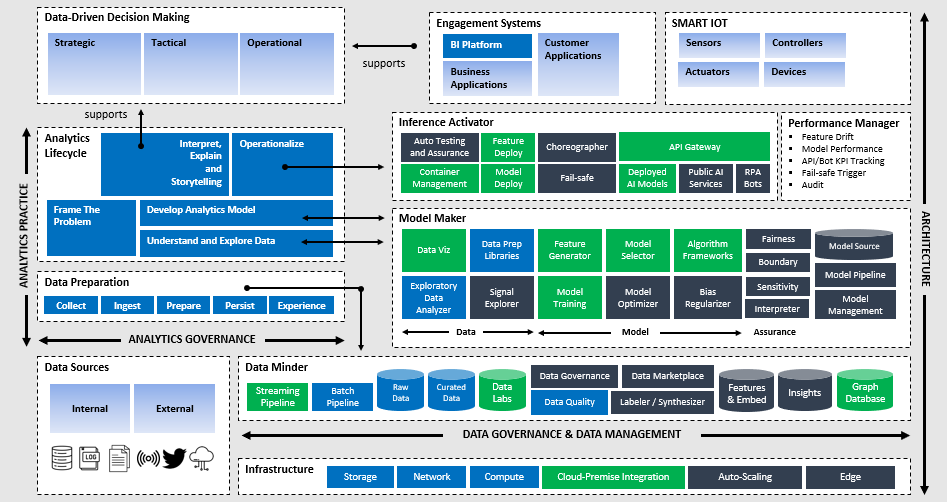 Data-Driven Decision Making
Strategic
Tactical
Operational
supports
Engagement Systems
BI Platform
Business
Applications
Customer
Applications
SMART IOT
Sensors
Controllers
Actuators
Devices
supports
ANALYTICS PRACTICE
Analytics
Lifecycle
Interpret,
Explain
and
Storytelling
Operationalize
Frame The
Problem
Develop Analytics Model
Understand and Explore Data
Data Preparation
Collect
Ingest
Prepare
Persist
Experience
ANALYTICS GOVERNANCE
Inference Activator
Auto Testing
and Assurance
Feature
Deploy
Choreographer
API Gateway
Container
Management
Model
Deploy
Fail-safe
Deployed
AI Models
Public AI
Services
RPA
Bots
Performance Manager
▪ Feature Drift
▪ Model Performance
▪ API/Bot KPI Tracking
▪ Fail-safe Trigger
▪ Audit
ARCHITECTURE
Model Maker
Data Viz
Data Prep
Libraries
Feature
Generator
Model
Selector
Algorithm
Frameworks
Fairness
Boundary
Model Source
Exploratory
Data
Analyzer
Signal
Explorer
Model
Training
Model
Optimizer
Bias
Regularizer
Sensitivity
Interpreter
Model Pipeline
Model
Management
Data
Model
Assurance
Data Sources
Internal
External
LOG
Data Minder
Streaming
Pipeline
Batch
Pipeline
Raw
Data
Curated
Data
Data
Labs
Data Governance
Data Marketplace
Data Quality
Labeler / Synthesizer
Features
& Embed
Insights
Graph
Database
DATA GOVERNANCE & DATA MANAGEMENT
Infrastructure
Storage
Network
Compute
Cloud-Premise Integration
Auto-Scaling
Edge